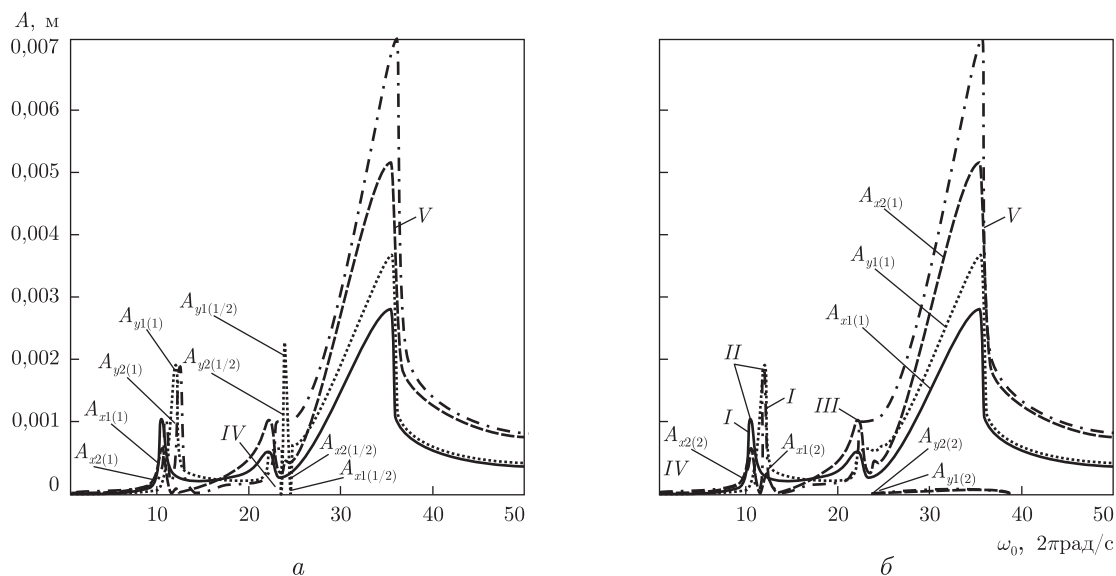 A, м
0,007
0,006
0,005
0,004
0,003
0,002
0,001
0
10
20
30
40
50
A_{y1(1/2)}
A_{y1(1)}
A_{y2(1)}
A_{y2(1/2)}
A_{x1(1)}
A_{x2(1)}
IV
A_{x2(1/2)}
A_{x1(1/2)}
V
а
A_{x2(1)}
V
A_{y1(1)}
A_{x1(1)}
II
I
I
III
A_{x2(2)}
A_{x1(2)}
IV
A_{y2(2)}
A_{y1(2)}
10
20
30
40
50
ω_0, 2πрад/с
б